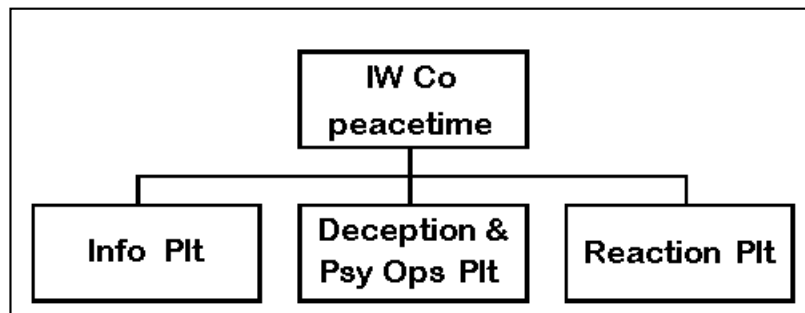 IW Co
peacetime
Info Plt
Deception &
Psy Ops Plt
Reaction Plt